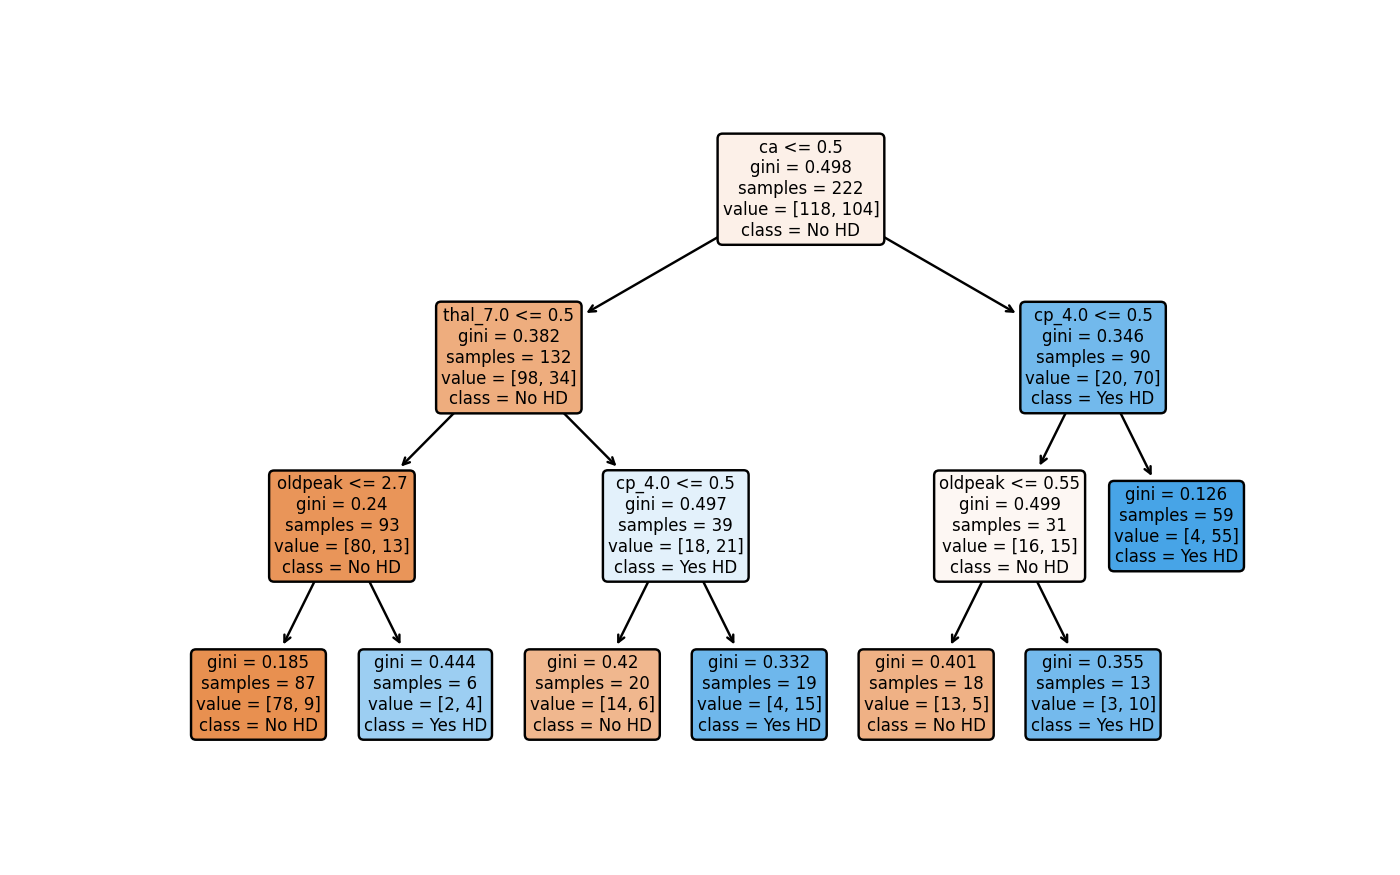 ca <= 0.5
gini = 0.498
samples = 222
value = [118, 104]
class = No HD
thal_7.0 <= 0.5
gini = 0.382
samples = 132
value = [98, 34]
class = No HD
cp_4.0 <= 0.5
gini = 0.346
samples = 90
value = [20, 70]
class = Yes HD
oldpeak <= 2.7
gini = 0.24
samples = 93
value = [80, 13]
class = No HD
cp_4.0 <= 0.5
gini = 0.497
samples = 39
value = [18, 21]
class = Yes HD
oldpeak <= 0.55
gini = 0.499
samples = 31
value = [16, 15]
class = No HD
gini = 0.126
samples = 59
value = [4, 55]
class = Yes HD
gini = 0.185
samples = 87
value = [78, 9]
class = No HD
gini = 0.444
samples = 6
value = [2, 4]
class = Yes HD
gini = 0.42
samples = 20
value = [14, 6]
class = No HD
gini = 0.332
samples = 19
value = [4, 15]
class = Yes HD
gini = 0.401
samples = 18
value = [13, 5]
class = No HD
gini = 0.355
samples = 13
value = [3, 10]
class = Yes HD